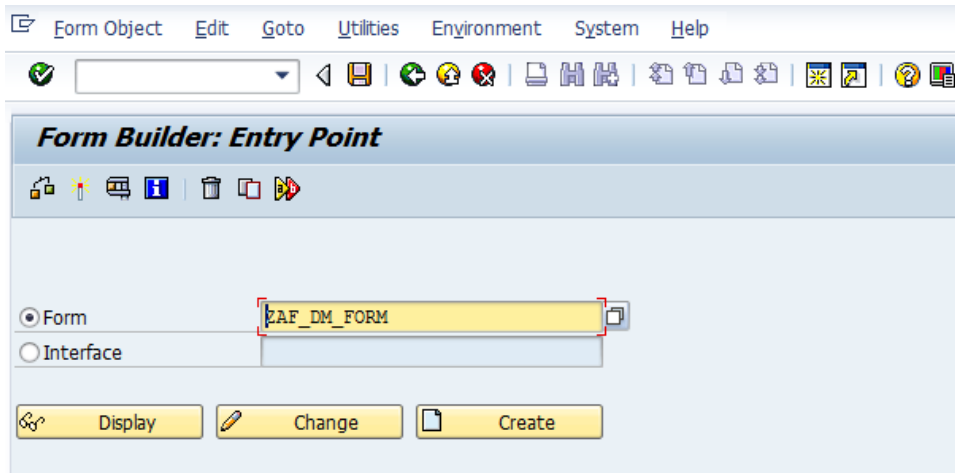 Form Object Edit Goto Utilities Environment System Help
Form Builder: Entry Point
Form ZAF_DM_FORM
Interface
Display Change Create